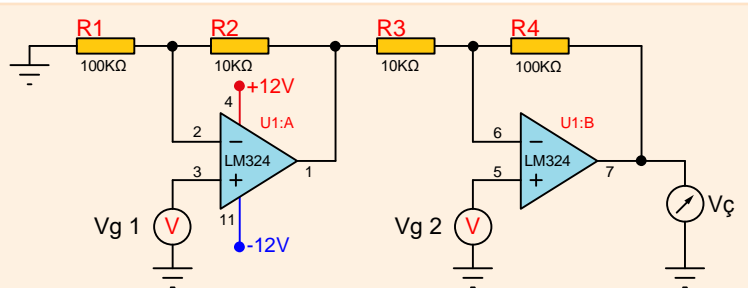 R1 R2 R3 R4
100KΩ 10KΩ 10KΩ 100KΩ
+12V
4
U1:A U1:B
2 6
LM324 LM324
3 1 5 7
11
Vg 1 V Vg 2 V Vç
-12V